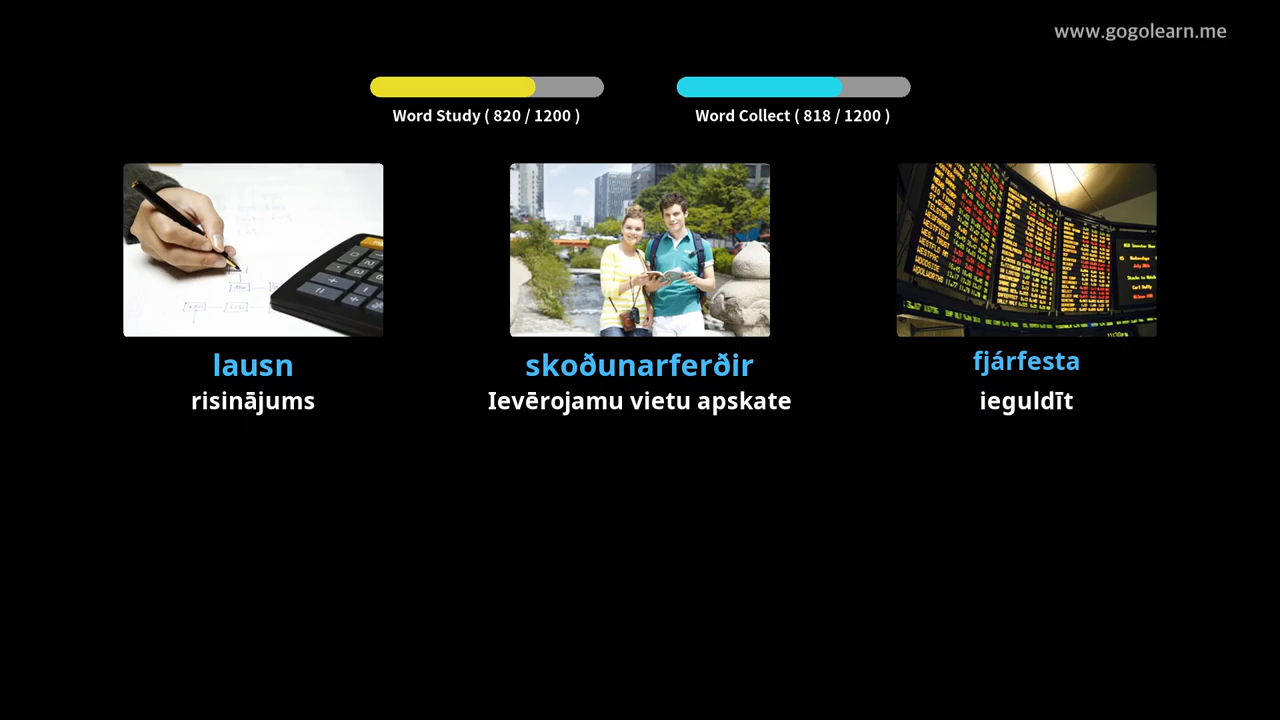 www.gogolearn.me
Word Study ( 820 / 1200 )
Word Collect ( 818 / 1200 )
lausn
skoðunarferðir
fjárfesta
risinājums
Ievērojamu vietu apskate
ieguldīt